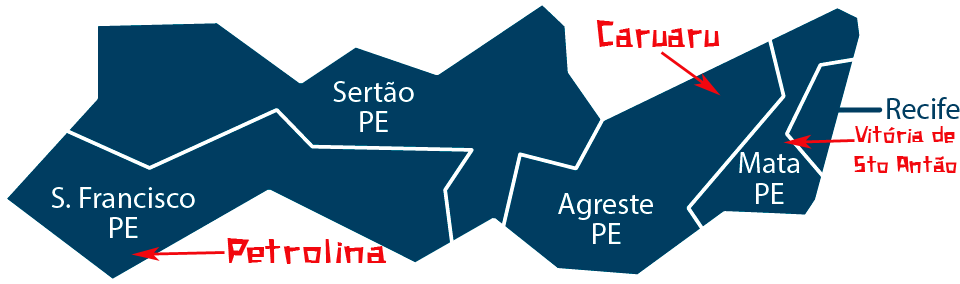 Caruaru
Sertão
PE
Recife
Vitória de
Sto Antão
Mata
PE
S. Francisco
PE
Agreste
PE
Petrolina